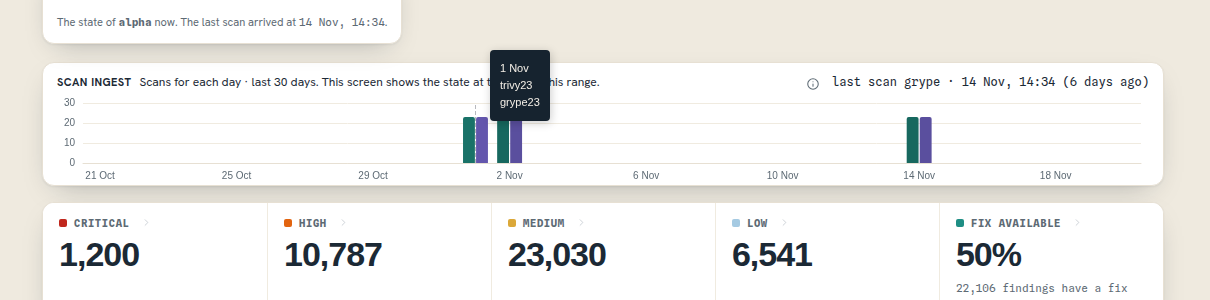 The state of alpha now. The last scan arrived at 14 Nov, 14:34.
SCAN INGEST Scans for each day · last 30 days. This screen shows the state at t his range.
last scan grype · 14 Nov, 14:34 (6 days ago)
1 Nov
trivy23
grype23
30
20
10
0
21 Oct 25 Oct 29 Oct 2 Nov 6 Nov 10 Nov 14 Nov 18 Nov
CRITICAL HIGH MEDIUM LOW FIX AVAILABLE
1,200 10,787 23,030 6,541 50%
22,106 findings have a fix